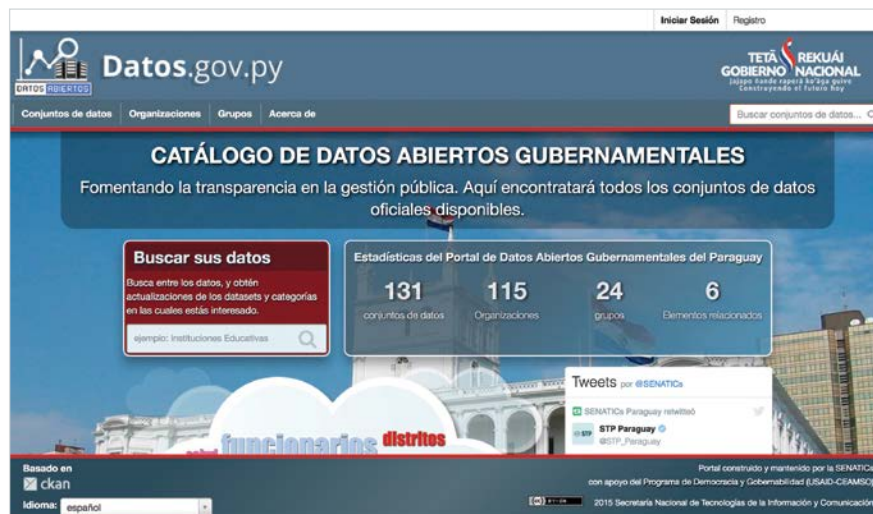 Iniciar Sesión Registro
DATOS ABIERTOS
Datos.gov.py
TETÃ REKUÁI
GOBIERNO NACIONAL
Jajapo ñande raperã ko'ãga guive
Construyendo el futuro hoy
Conjuntos de datos Organizaciones Grupos Acerca de
Buscar conjuntos de datos...
CATÁLOGO DE DATOS ABIERTOS GUBERNAMENTALES
Fomentando la transparencia en la gestión pública. Aquí encontratará todos los conjuntos de datos
oficiales disponibles.
Buscar sus datos
Busca entre los datos, y obtén
actualizaciones de los datasets y categorías
en las cuales estás interesado.
ejemplo: Instituciones Educativas
Estadísticas del Portal de Datos Abiertos Gubernamentales del Paraguay
131 115 24 6
conjuntos de datos Organizaciones grupos Elementos relacionados
Tweets por @SENATICs
SENATICs Paraguay retwitteó
STP Paraguay
@STP_Paraguay
funcionarios distritos
Basado en
ckan
Idioma: español
Portal construido y mantenido por la SENATICs
con apoyo del Programa de Democracia y Gobernabilidad (USAID-CEAMSO)
2015 Secretaría Nacional de Tecnologías de la Información y Comunicación